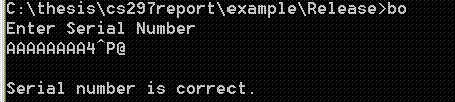 C:\thesis\cs297report\example\Release>bo
Enter Serial Number
AAAAAAAA4^P@
Serial number is correct.